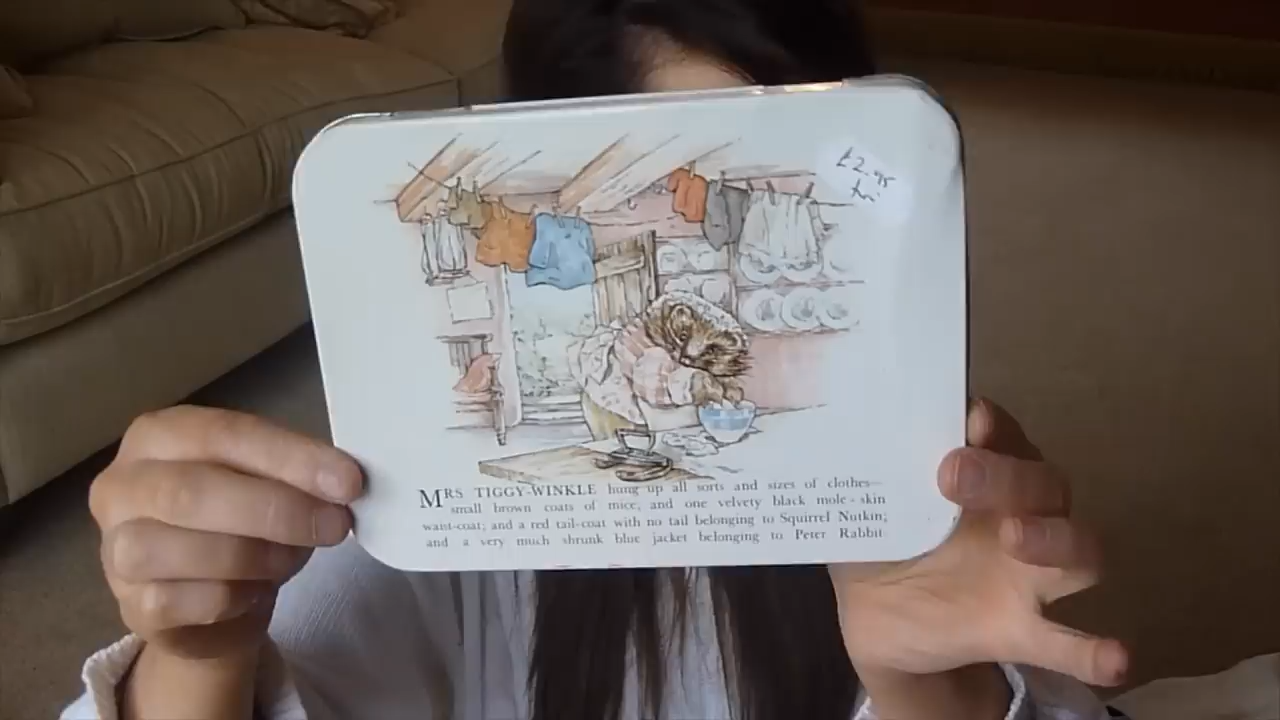 £2.95
MRS TIGGY-WINKLE hung up all sorts and sizes of clothes—
small brown coats of mice; and one velvety black mole-skin
waist-coat; and a red tail-coat with no tail belonging to Squirrel Nutkin;
and a very much shrunk blue jacket belonging to Peter Rabbit